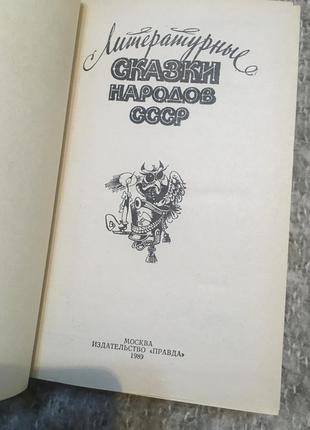 Литературные
СКАЗКИ
НАРОДОВ
СССР
МОСКВА
ИЗДАТЕЛЬСТВО «ПРАВДА»
1989